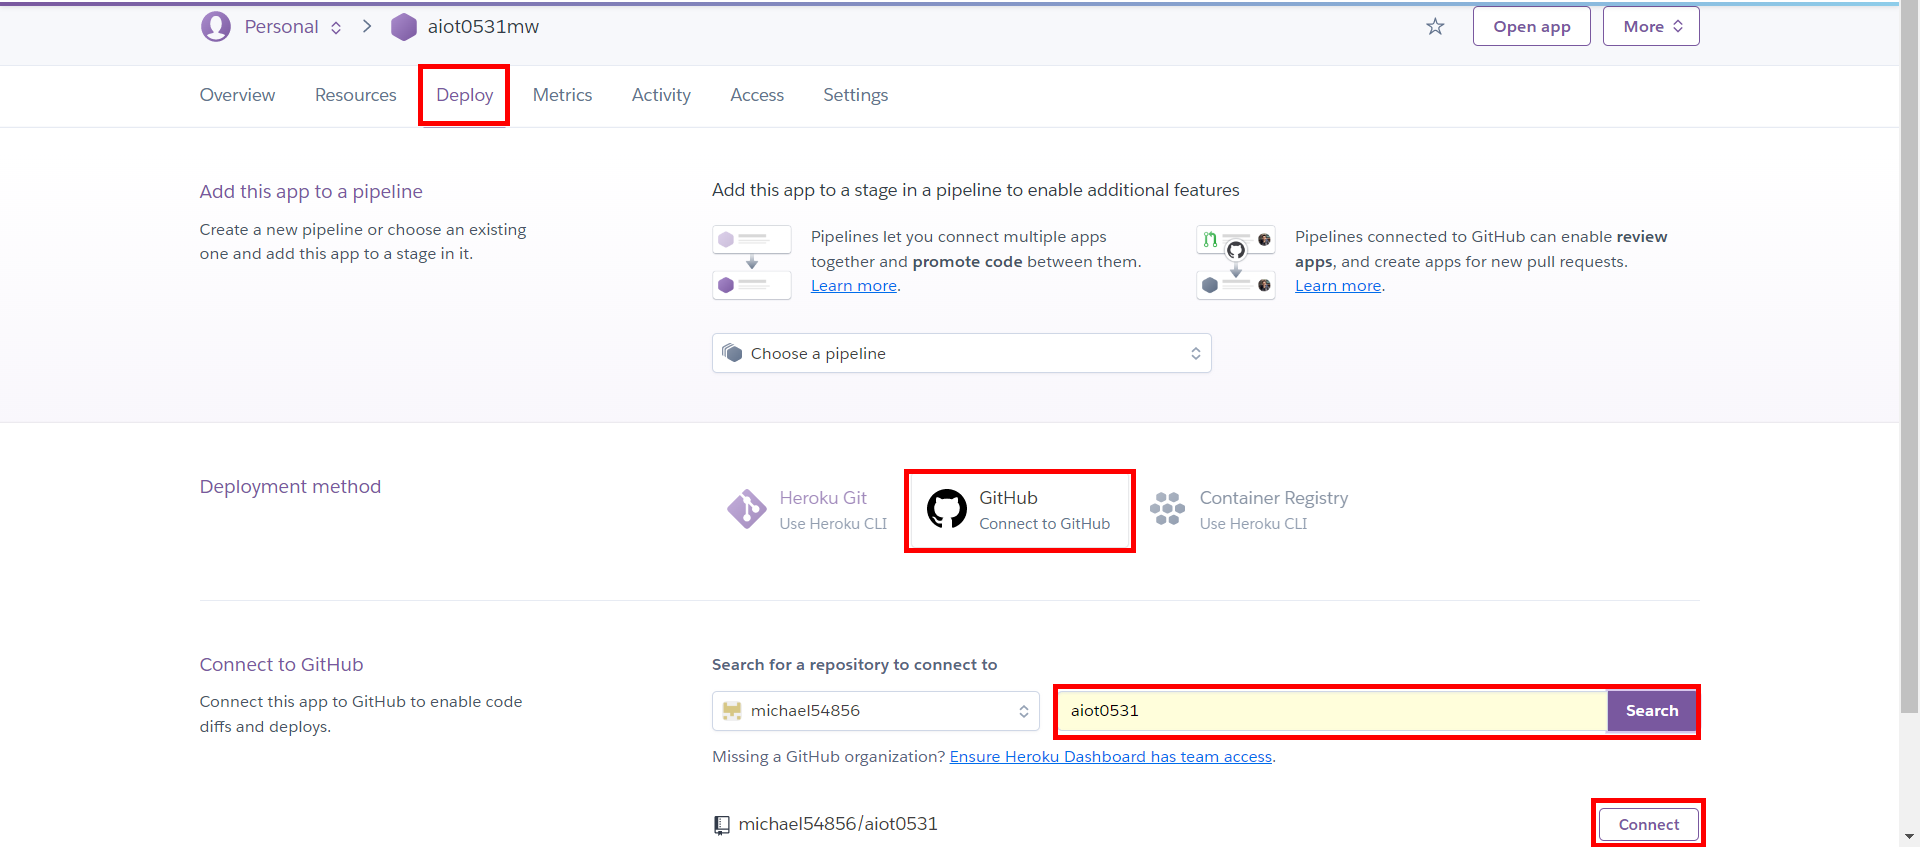 Personal aiot0531mw Open app More
Overview Resources Deploy Metrics Activity Access Settings
Add this app to a pipeline
Create a new pipeline or choose an existing
one and add this app to a stage in it.
Add this app to a stage in a pipeline to enable additional features
Pipelines let you connect multiple apps
together and promote code between them.
Learn more.
Pipelines connected to GitHub can enable review
apps, and create apps for new pull requests.
Learn more.
Choose a pipeline
Deployment method
Heroku Git
Use Heroku CLI
GitHub
Connect to GitHub
Container Registry
Use Heroku CLI
Connect to GitHub
Connect this app to GitHub to enable code
diffs and deploys.
Search for a repository to connect to
michael54856 aiot0531 Search
Missing a GitHub organization? Ensure Heroku Dashboard has team access.
michael54856/aiot0531 Connect